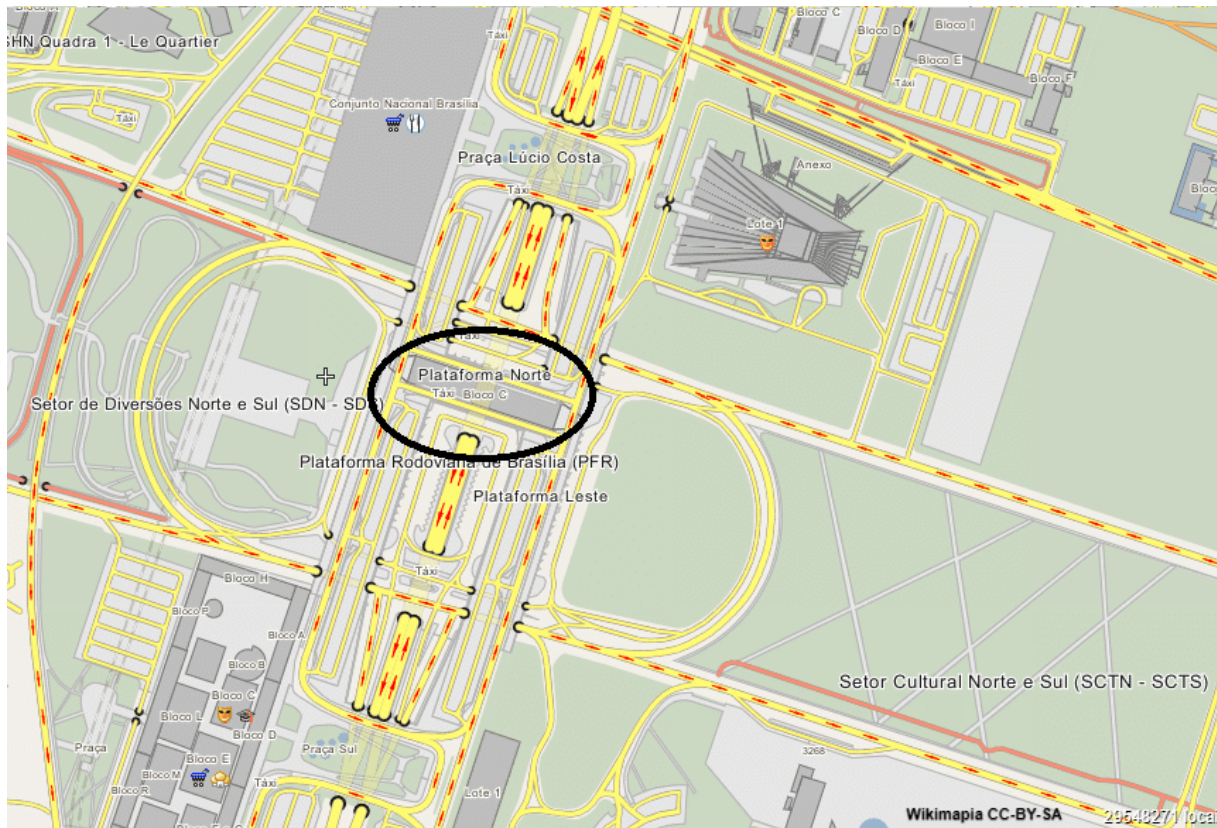 SHN Quadra 1 - Le Quartier
Táxi
Bloco C
Bloco D
Bloco I
Bloco E
Táxi
Bloco F
Táxi
Conjunto Nacional Brasília
Praça Lúcio Costa
Anexo
Táxi
Lote 1
Táxi
Plataforma Norte
Táxi
Bloco C
Setor de Diversões Norte e Sul (SDN - SDS)
Plataforma Rodoviária de Brasília (PFR)
Plataforma Leste
Táxi
Bloco H
Bloco P
Bloco A
Bloco B
Bloco C
Bloco L
Bloco D
Setor Cultural Norte e Sul (SCTN - SCTS)
Praça
Bloco E
Praça Sul
3268
Bloco M
Táxi
Bloco R
Lote 1
Wikimapia CC-BY-SA